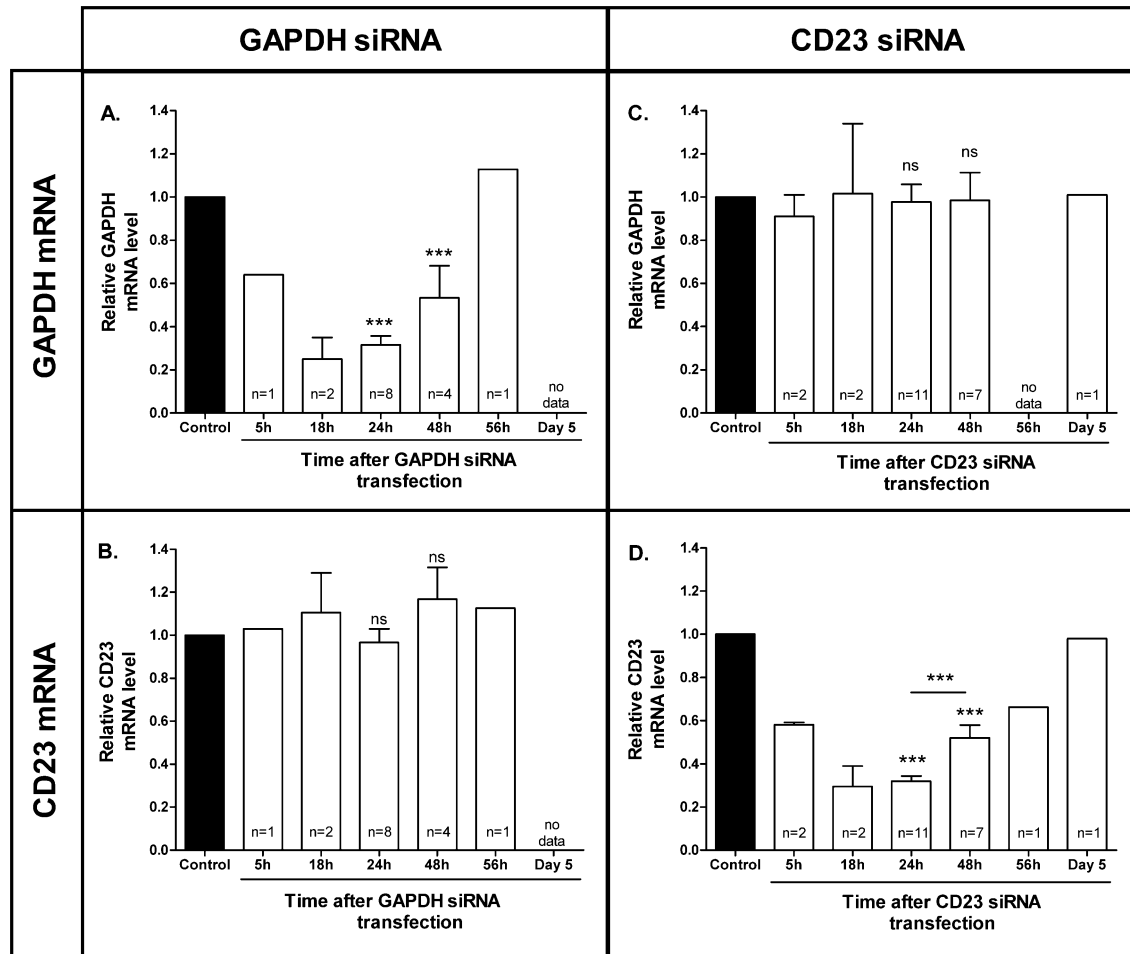 GAPDH siRNA
CD23 siRNA
GAPDH mRNA
CD23 mRNA
A.
Relative GAPDH
mRNA level
1.4
1.2
1.0
0.8
0.6
0.4
0.2
0.0
***
***
n=1
n=2
n=8
n=4
n=1
no
data
Control
5h
18h
24h
48h
56h
Day 5
Time after GAPDH siRNA
transfection
C.
Relative GAPDH
mRNA level
1.4
1.2
1.0
0.8
0.6
0.4
0.2
0.0
ns
ns
n=2
n=2
n=11
n=7
no
data
n=1
Control
5h
18h
24h
48h
56h
Day 5
Time after CD23 siRNA
transfection
B.
Relative CD23
mRNA level
1.4
1.2
1.0
0.8
0.6
0.4
0.2
0.0
ns
ns
n=1
n=2
n=8
n=4
n=1
no
data
Control
5h
18h
24h
48h
56h
Day 5
Time after GAPDH siRNA
transfection
D.
Relative CD23
mRNA level
1.4
1.2
1.0
0.8
0.6
0.4
0.2
0.0
***
***
***
n=2
n=2
n=11
n=7
n=1
n=1
Control
5h
18h
24h
48h
56h
Day 5
Time after CD23 siRNA
transfection